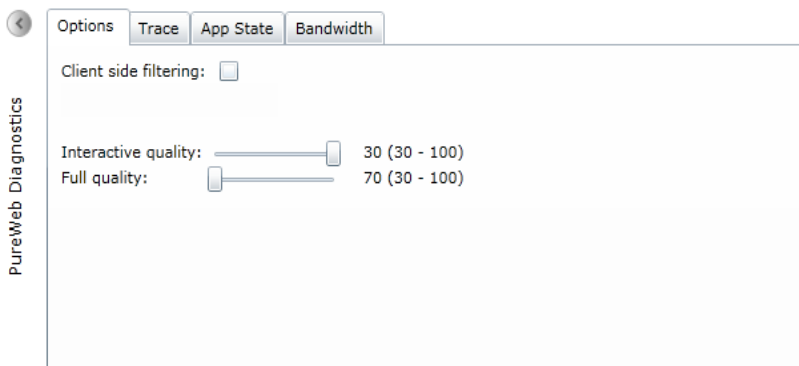 Options Trace App State Bandwidth
Client side filtering:
Interactive quality: 30 (30 - 100)
Full quality: 70 (30 - 100)
PureWeb Diagnostics